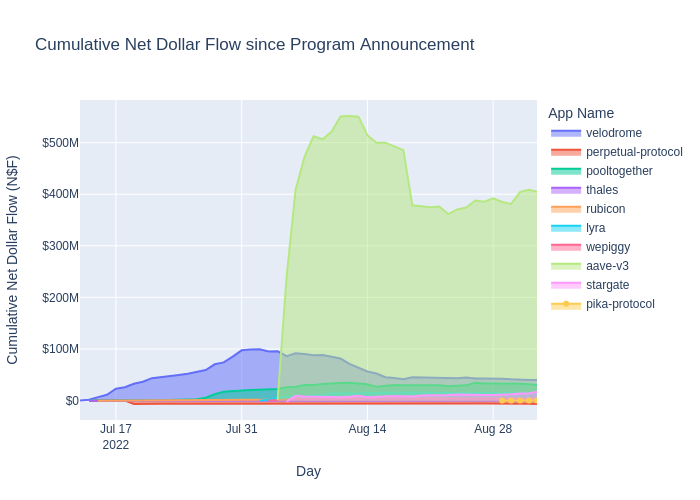 Cumulative Net Dollar Flow since Program Announcement
Cumulative Net Dollar Flow (N$F)
$500M
$400M
$300M
$200M
$100M
$0
Jul 17
2022
Jul 31
Aug 14
Aug 28
Day
App Name
velodrome
perpetual-protocol
pooltogether
thales
rubicon
lyra
wepiggy
aave-v3
stargate
pika-protocol